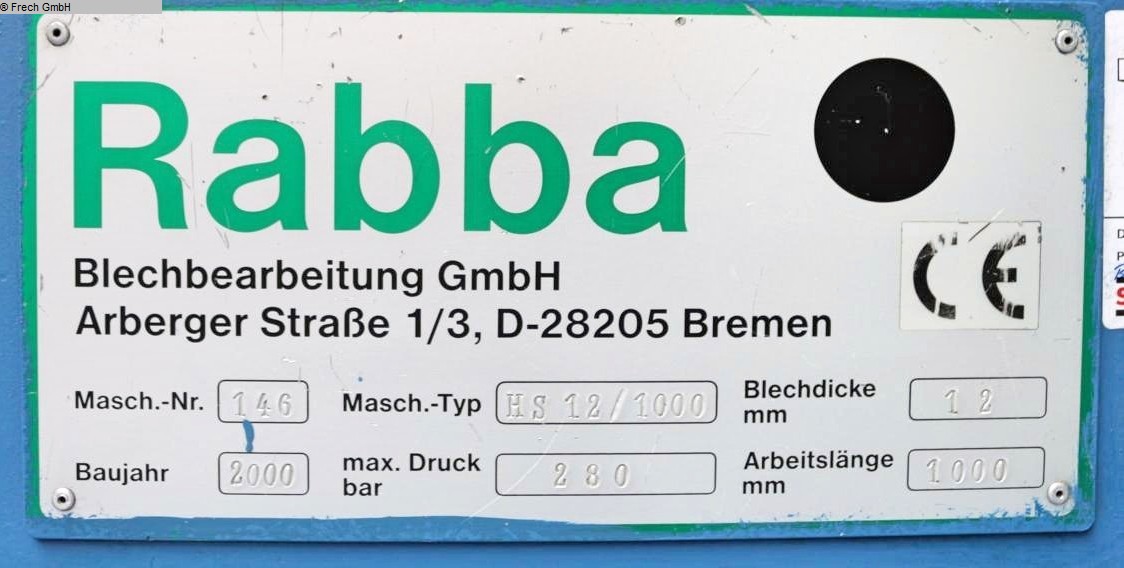 © Frech GmbH
Rabba
Blechbearbeitung GmbH
Arberger Straße 1/3, D-28205 Bremen
CE
Masch.-Nr. 146 Masch.-Typ HS 12/1000 Blechdicke mm 12
Baujahr 2000 max. Druck bar 280 Arbeitslänge mm 1000